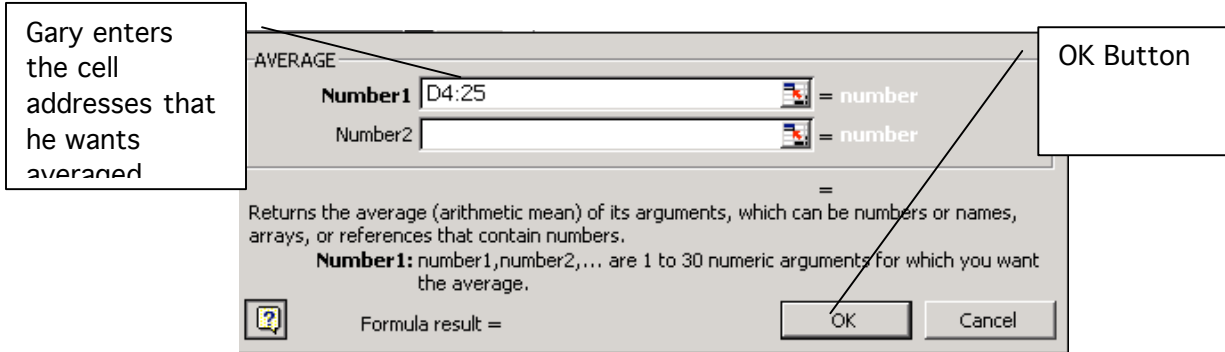 Gary enters
the cell
addresses that
he wants
averaged
OK Button
AVERAGE
Number1 D4:25 = number
Number2 = number
=
Returns the average (arithmetic mean) of its arguments, which can be numbers or names,
arrays, or references that contain numbers.
Number1: number1,number2,... are 1 to 30 numeric arguments for which you want
the average.
? Formula result = OK Cancel